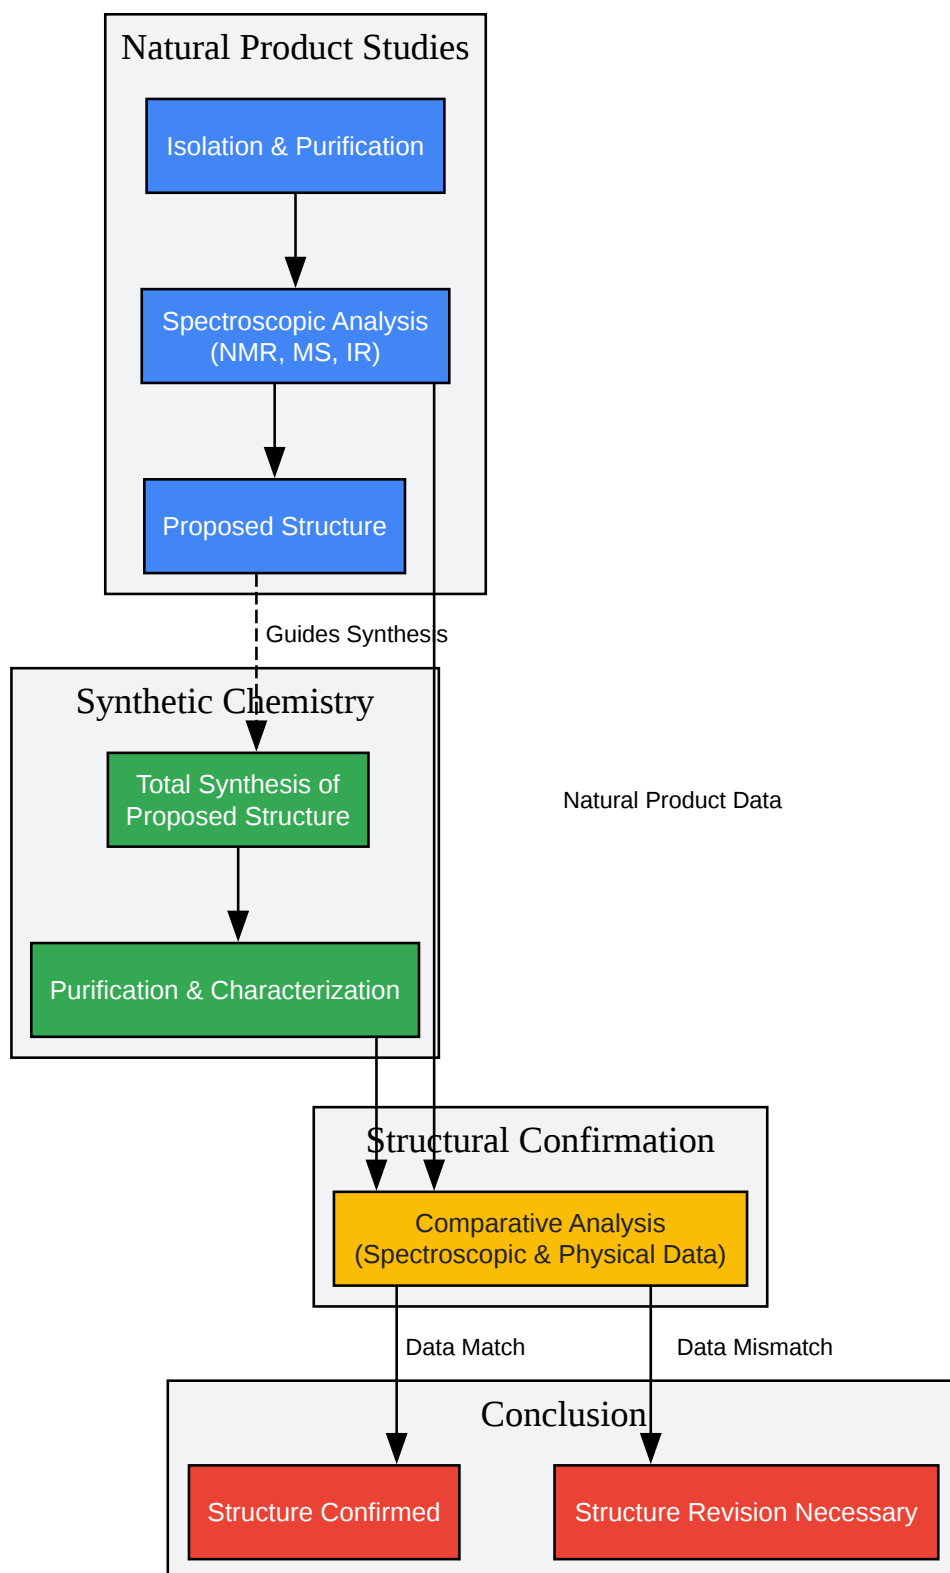 Natural Product Studies
Isolation & Purification
Spectroscopic Analysis
(NMR, MS, IR)
Proposed Structure
Guides Synthesis
Synthetic Chemistry
Total Synthesis of
Proposed Structure
Natural Product Data
Purification & Characterization
Structural Confirmation
Comparative Analysis
(Spectroscopic & Physical Data)
Data Match
Data Mismatch
Conclusion
Structure Confirmed
Structure Revision Necessary